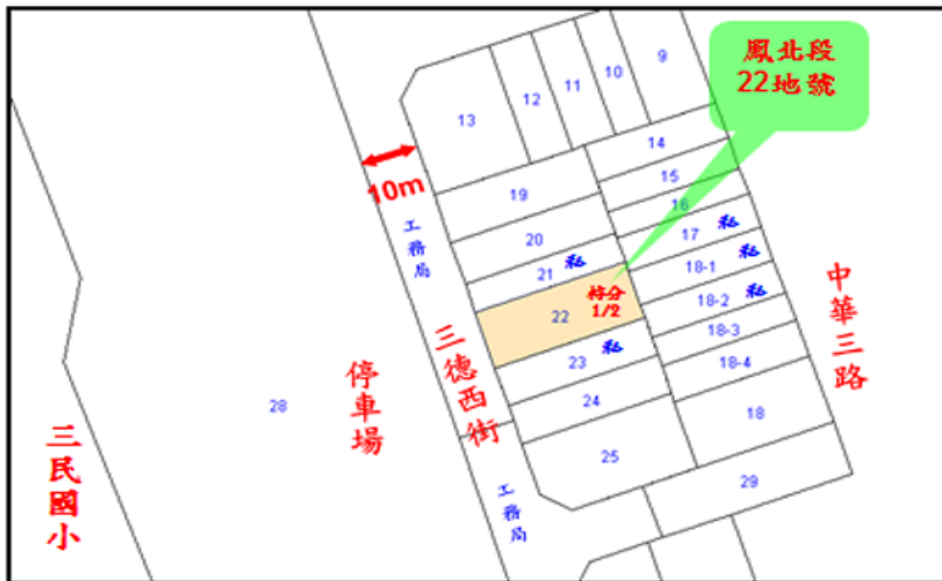 鳳北段
22地號
9
10
11
12
13
14
15
16
17 私
18-1 私
18-2 私
18-3
18-4
18
19
20
21 私
22
持分
1/2
23 私
24
25
29
28
10m
工務局
三德西街
工務局
停車場
三民國小
中華三路